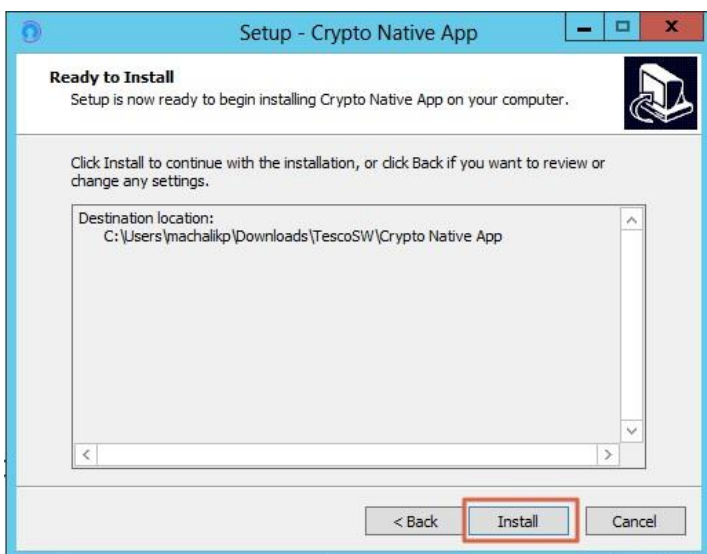 Setup - Crypto Native App
Ready to Install
Setup is now ready to begin installing Crypto Native App on your computer.
Click Install to continue with the installation, or click Back if you want to review or
change any settings.
Destination location:
C:\Users\machalikp\Downloads\TescoSW\Crypto Native App
< Back
Install
Cancel